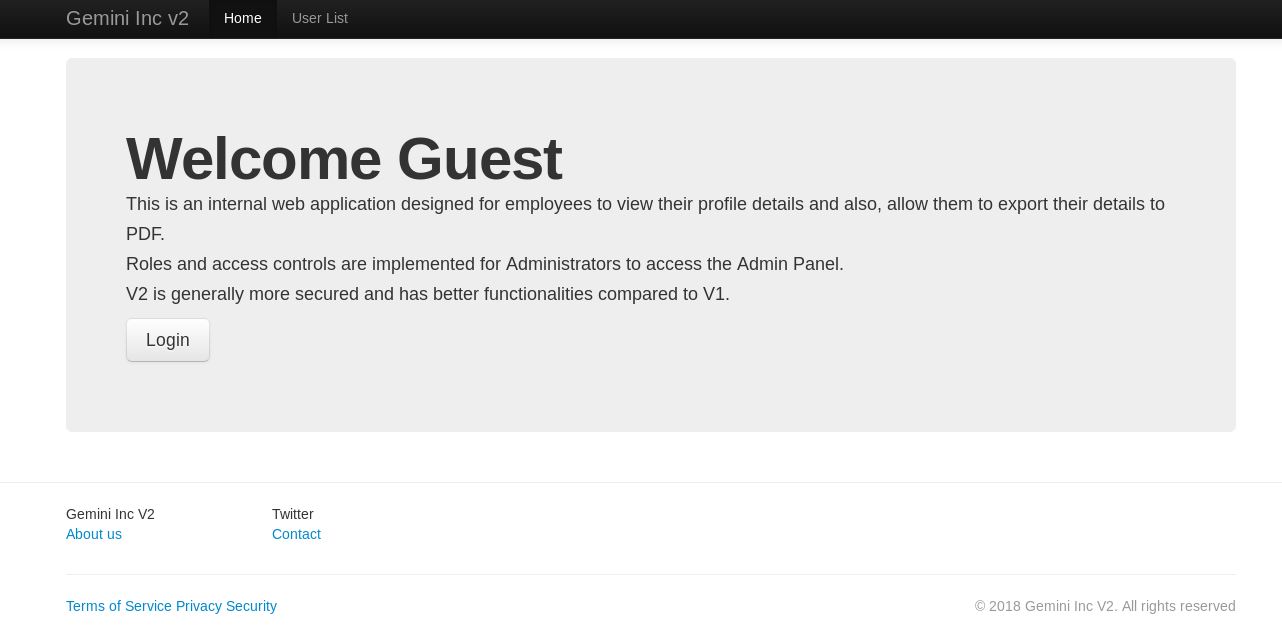 Gemini Inc v2 Home User List
Welcome Guest
This is an internal web application designed for employees to view their profile details and also, allow them to export their details to
PDF.
Roles and access controls are implemented for Administrators to access the Admin Panel.
V2 is generally more secured and has better functionalities compared to V1.
Login
Gemini Inc V2 Twitter
About us Contact
Terms of Service Privacy Security © 2018 Gemini Inc V2. All rights reserved